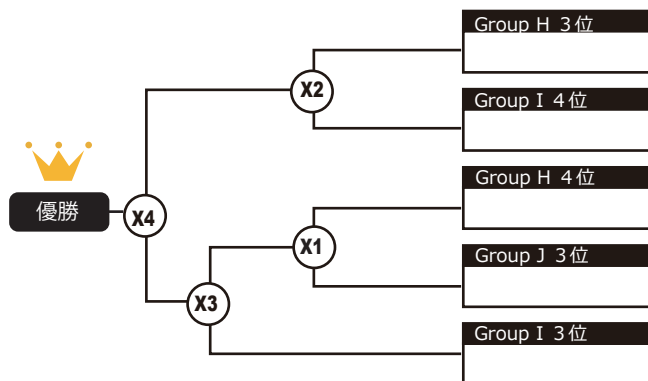 Group H 3位
X2
Group I 4位
Group H 4位
優勝
X4
X1
Group J 3位
X3
Group I 3位